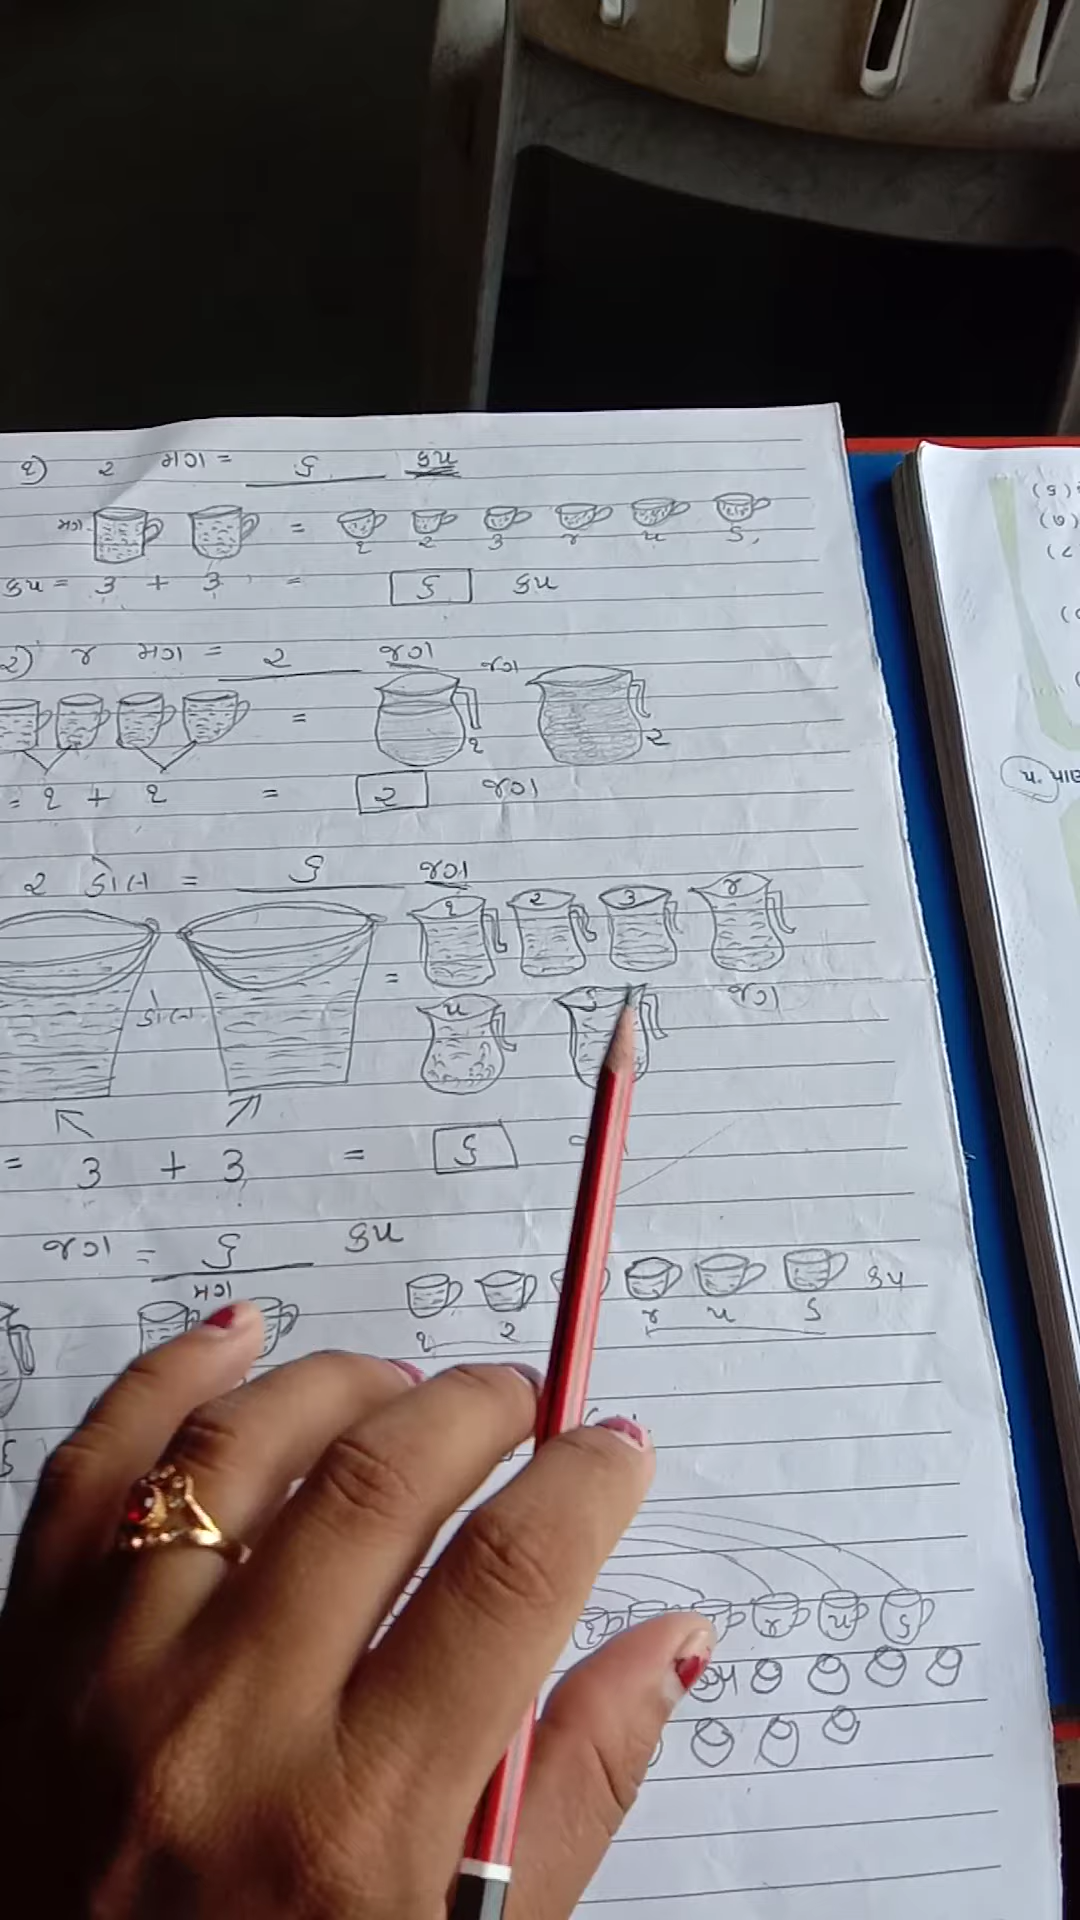 ૧) ૨ મગ = ૬ કપ
મગ =
૧ ૨ ૩ ૪ ૫ ૬
કપ = ૩ + ૩ = ૬ કપ
૨) ૪ મગ = ૨ જગ
જગ
= ૧ ૨
= ૧ + ૧ = ૨ જગ
૨ ડોલ = ૬ જગ
૧ ૨ ૩ ૪
=
ડોલ ૫ ૬ જગ
= ૩ + ૩ = ૬
જગ = ૬ કપ
મગ
કપ
૧ ૨ ૪ ૫ ૬
૪ ૫ ૬
(૬)
(૭)
૫.